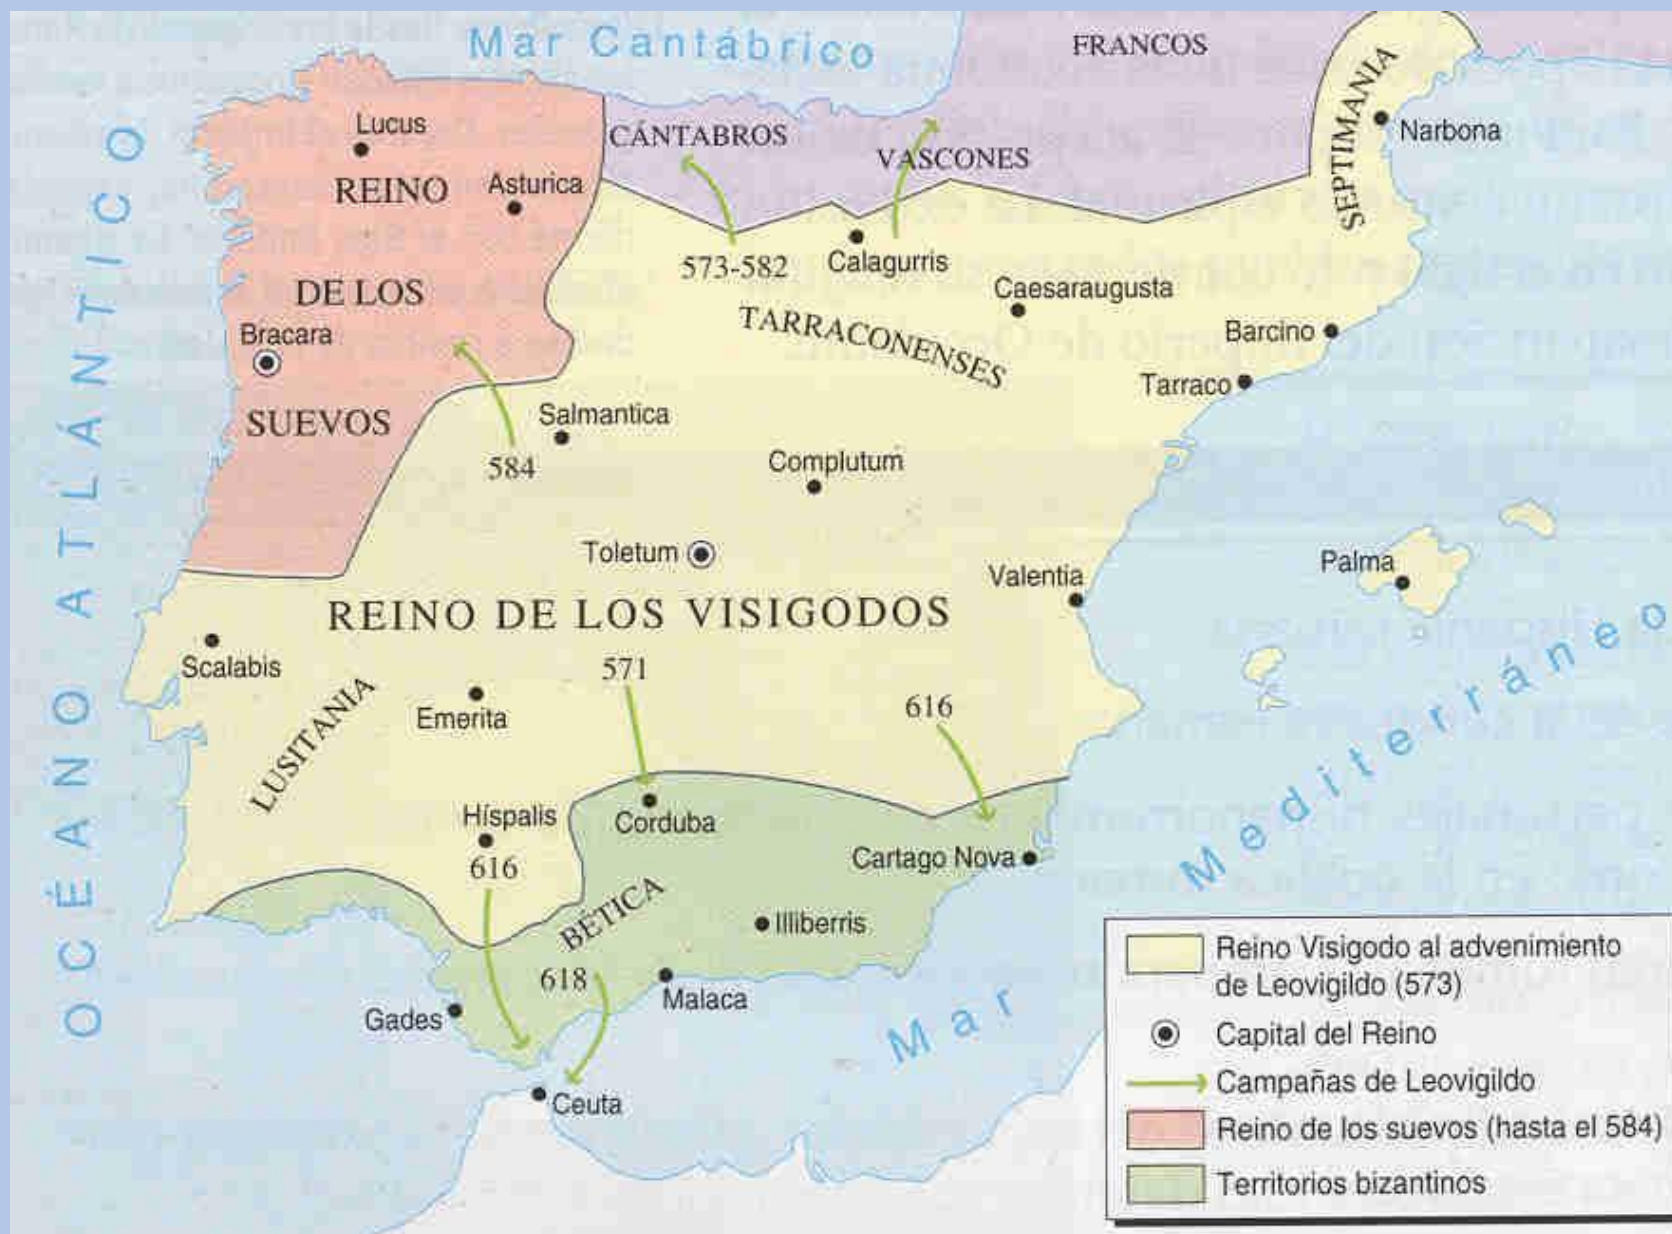 Mar Cantábrico
FRANCOS
SEPTIMANIA
Narbona
Lucus
CÁNTABROS
VASCONES
REINO
Asturica
573-582
Calagurris
DE LOS
Caesaraugusta
Bracara
TARRACONENSES
Barcino
Tarraco
SUEVOS
Salmantica
584
Complutum
OCÉANO ATLÁNTICO
Toletum
Valentia
Palma
REINO DE LOS VISIGODOS
Scalabis
571
LUSITANIA
Emerita
616
Mar Mediterráneo
Híspalis
Corduba
616
Cartago Nova
BÉTICA
Illiberris
618
Malaca
Gades
Ceuta
Reino Visigodo al advenimiento
de Leovigildo (573)
Capital del Reino
Campañas de Leovigildo
Reino de los suevos (hasta el 584)
Territorios bizantinos